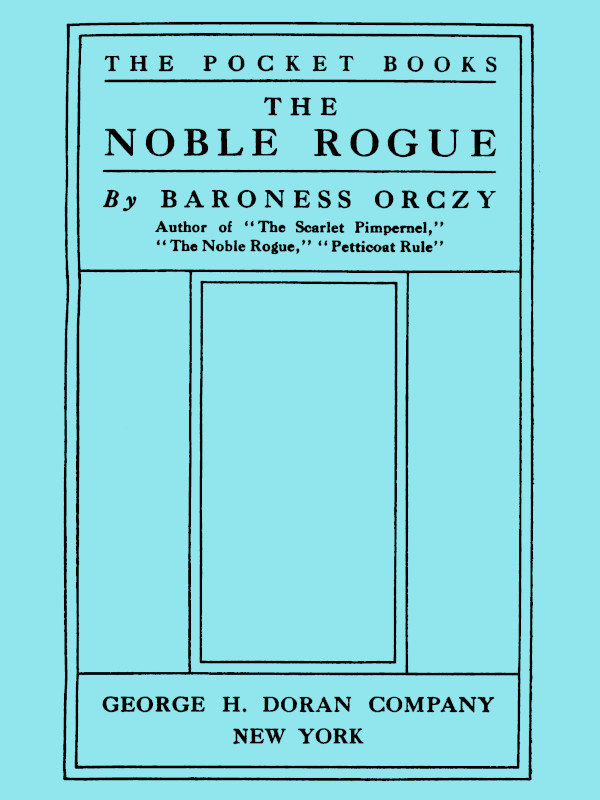 THE POCKET BOOKS
THE
NOBLE ROGUE
By BARONESS ORCZY
Author of "The Scarlet Pimpernel,"
"The Noble Rogue," "Petticoat Rule"
GEORGE H. DORAN COMPANY
NEW YORK